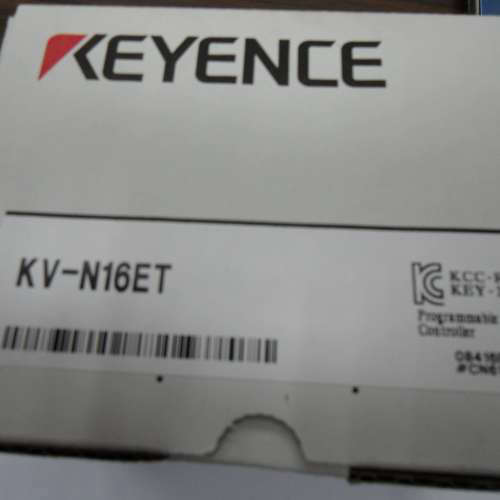 KEYENCE
KV-N16ET
Programmable
Controller